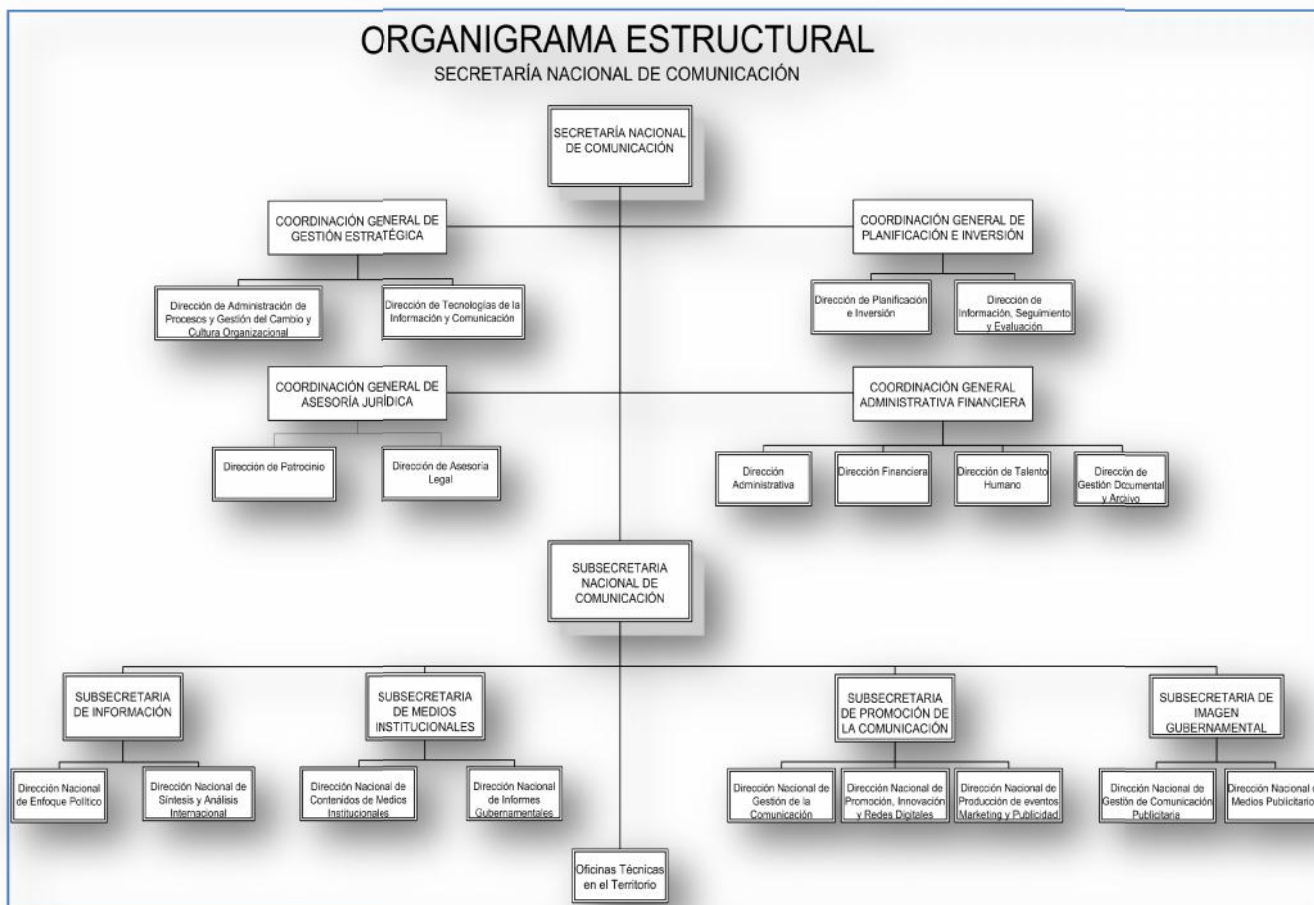 ORGANIGRAMA ESTRUCTURAL
SECRETARÍA NACIONAL DE COMUNICACIÓN
SECRETARÍA NACIONAL
DE COMUNICACIÓN
COORDINACIÓN GENERAL DE
GESTIÓN ESTRATÉGICA
COORDINACIÓN GENERAL DE
PLANIFICACIÓN E INVERSIÓN
Dirección de Administración de
Procesos y Gestión del Cambio y
Cultura Organizacional
Dirección de Tecnologías de la
Información y Comunicación
Dirección de Planificación
e Inversión
Dirección de
Información, Seguimiento
y Evaluación
COORDINACIÓN GENERAL DE
ASESORÍA JURÍDICA
COORDINACIÓN GENERAL
ADMINISTRATIVA FINANCIERA
Dirección de Patrocinio
Dirección de Asesoría
Legal
Dirección
Administrativa
Dirección Financiera
Dirección de Talento
Humano
Dirección de
Gestión Documental
y Archivo
SUBSECRETARIA
NACIONAL DE
COMUNICACIÓN
SUBSECRETARIA
DE INFORMACIÓN
SUBSECRETARIA
DE MEDIOS
INSTITUCIONALES
SUBSECRETARIA
DE PROMOCIÓN DE
LA COMUNICACIÓN
SUBSECRETARIA DE
IMAGEN
GUBERNAMENTAL
Dirección Nacional
de Enfoque Político
Dirección Nacional de
Síntesis y Análisis
Internacional
Dirección Nacional de
Contenidos de Medios
Institucionales
Dirección Nacional
de Informes
Gubernamentales
Dirección Nacional de
Gestión de la
Comunicación
Dirección Nacional de
Promoción, Innovación
y Redes Digitales
Dirección Nacional de
Producción de eventos
Marketing y Publicidad
Dirección Nacional de
Gestión de Comunicación
Publicitaria
Dirección Nacional d
Medios Publicitario
Oficinas Técnicas
en el Territorio